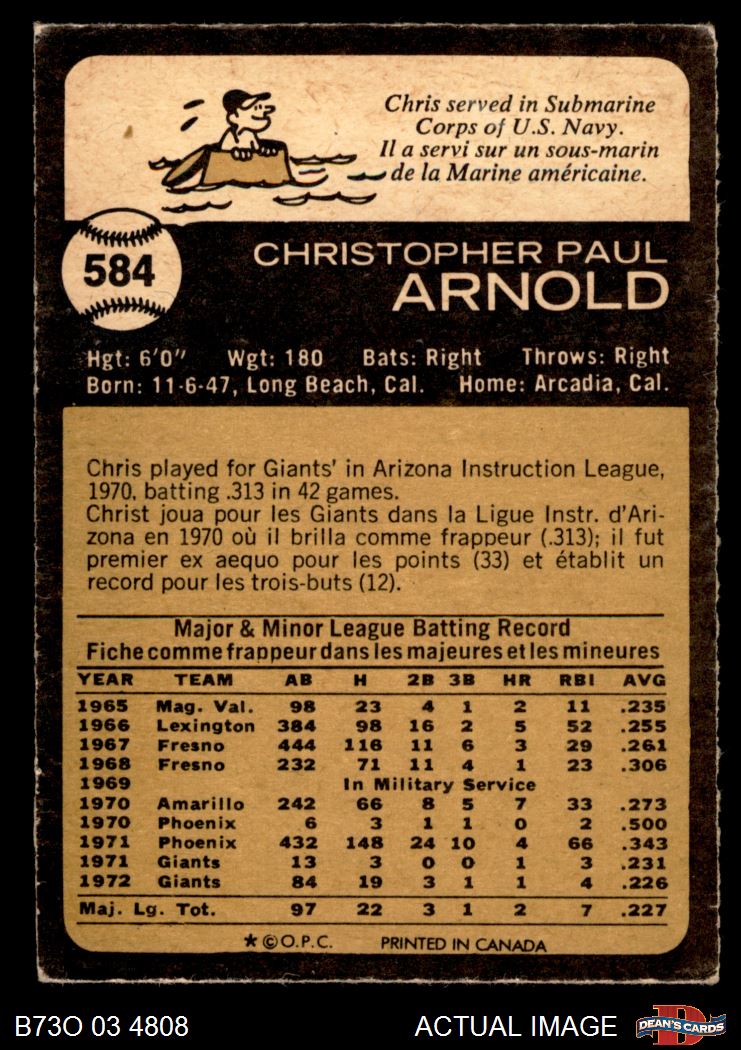 Chris served in Submarine
Corps of U.S. Navy.
Il a servi sur un sous-marin
de la Marine américaine.
584
CHRISTOPHER PAUL
ARNOLD
Hgt: 6'0" Wgt: 180 Bats: Right Throws: Right
Born: 11-6-47, Long Beach, Cal. Home: Arcadia, Cal.
Chris played for Giants' in Arizona Instruction League,
1970, batting .313 in 42 games.
Christ joua pour les Giants dans la Ligue Instr. d'Ari-
zona en 1970 où il brilla comme frappeur (.313); il fut
premier ex aequo pour les points (33) et établit un
record pour les trois-buts (12).
Major & Minor League Batting Record
Fiche comme frappeur dans les majeures et les mineures
YEAR TEAM AB H 2B 3B HR RBI AVG
1965 Mag. Val. 98 23 4 1 2 11 .235
1966 Lexington 384 98 16 2 5 52 .255
1967 Fresno 444 116 11 6 3 29 .261
1968 Fresno 232 71 11 4 1 23 .306
1969 In Military Service
1970 Amarillo 242 66 8 5 7 33 .273
1970 Phoenix 6 3 1 1 0 2 .500
1971 Phoenix 432 148 24 10 4 66 .343
1971 Giants 13 3 0 0 1 3 .231
1972 Giants 84 19 3 1 1 4 .226
Maj. Lg. Tot. 97 22 3 1 2 7 .227
★ © O.P.C. PRINTED IN CANADA
B73O 03 4808 ACTUAL IMAGE D DEAN'S CARDS